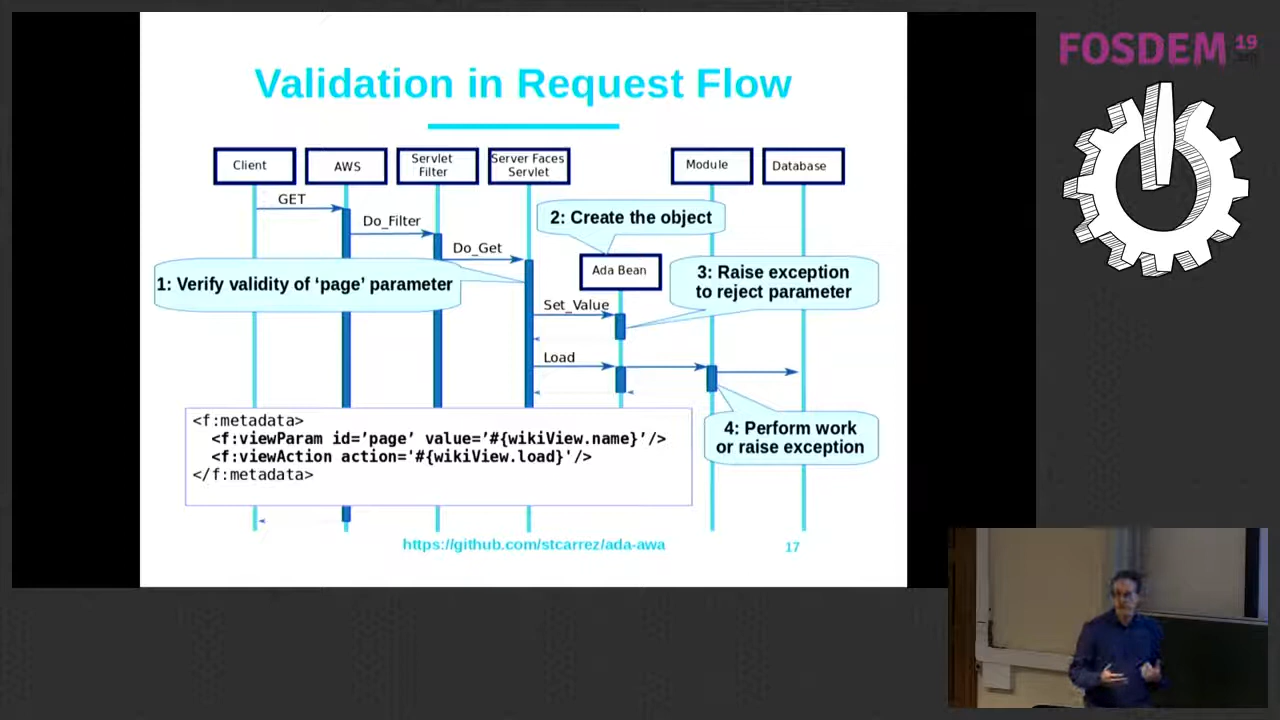 FOSDEM 19
Validation in Request Flow
Client
AWS
Servlet
Filter
Server Faces
Servlet
Module
Database
GET
Do_Filter
Do_Get
2: Create the object
Ada Bean
1: Verify validity of ‘page’ parameter
3: Raise exception
to reject parameter
Set_Value
Load
<f:metadata>
<f:viewParam id=’page’ value=’#{wikiView.name}’/>
<f:viewAction action='#{wikiView.load}'/>
</f:metadata>
4: Perform work
or raise exception
https://github.com/stcarrez/ada-awa
17